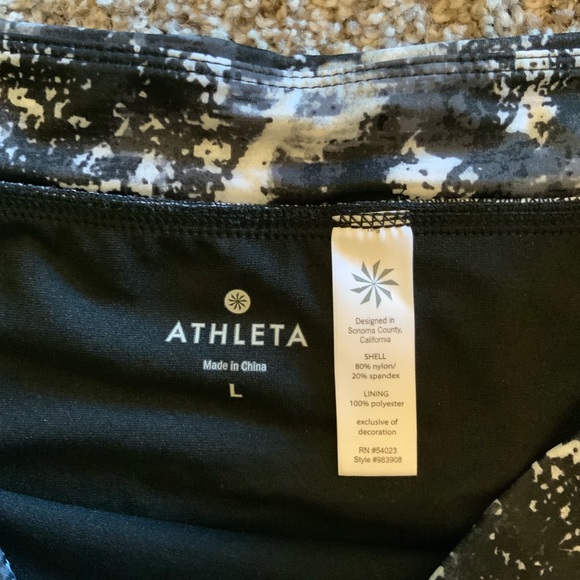 ATHLETA
Made in China
L
Designed in
Sonoma County,
California
SHELL
80% nylon/
20% spandex
LINING
100% polyester
exclusive of
decoration
RN #54023
Style #983908